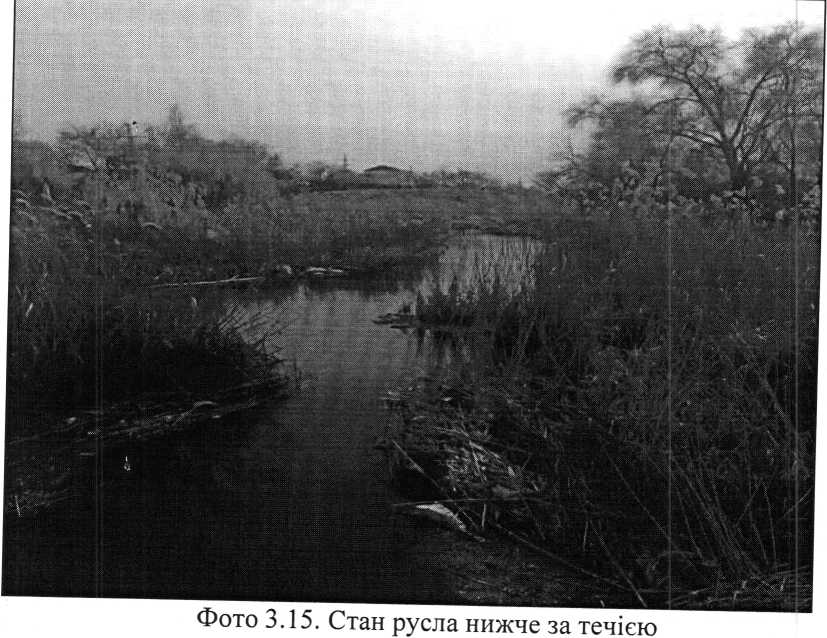 Фото 3.15. Стан русла нижче за течією